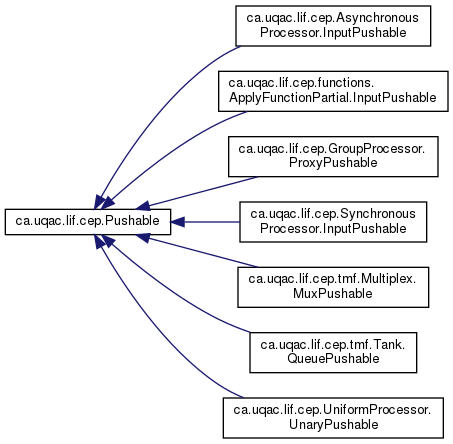 ca.uqac.lif.cep.Asynchronous
Processor.InputPushable
ca.uqac.lif.cep.functions.
ApplyFunctionPartial.InputPushable
ca.uqac.lif.cep.GroupProcessor.
ProxyPushable
ca.uqac.lif.cep.Pushable
ca.uqac.lif.cep.Synchronous
Processor.InputPushable
ca.uqac.lif.cep.tmf.Multiplex.
MuxPushable
ca.uqac.lif.cep.tmf.Tank.
QueuePushable
ca.uqac.lif.cep.UniformProcessor.
UnaryPushable